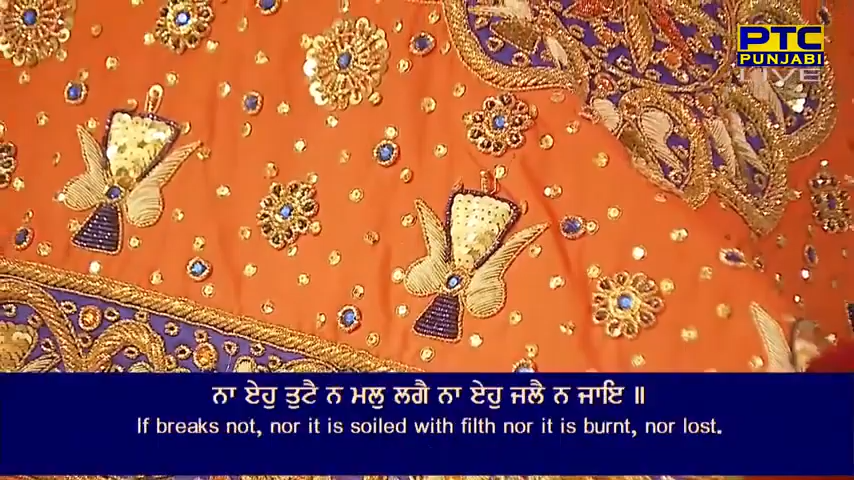 PTC
PUNJABI
LIVE
ਨਾ ਏਹੁ ਤੁਟੈ ਨ ਮਲੁ ਲਗੈ ਨਾ ਏਹੁ ਜਲੈ ਨ ਜਾਇ ॥
If breaks not, nor it is soiled with filth nor it is burnt, nor lost.